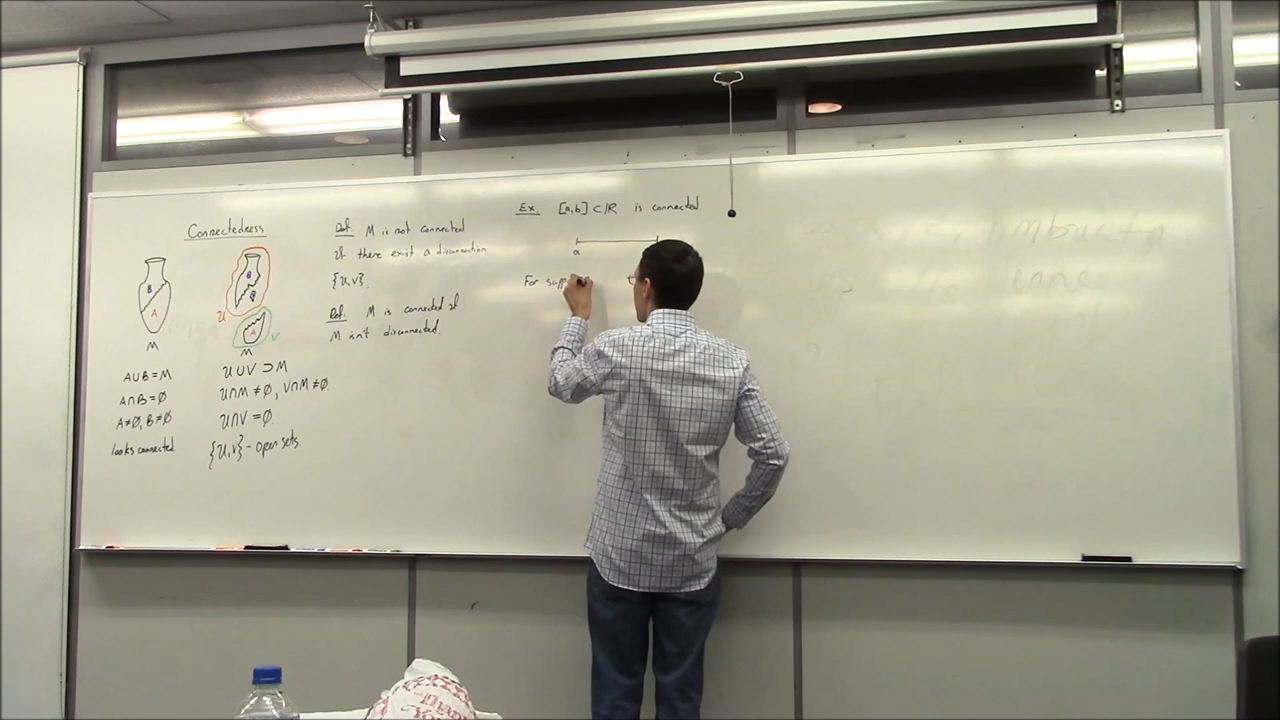 Connectedness
B
A
M
B
B
A
U
V
M
A∪B = M
A∩B = ∅
A≠∅, B≠∅
looks connected.
U∪V ⊃ M
U∩M ≠ ∅, V∩M ≠ ∅.
U∩V = ∅.
{U,V} - open sets.
Def. M is not connected
if there exist a disconnection
{U,V}.
Def. M is connected if
M isn't disconnected.
Ex. [a,b] ⊂ ℝ is connected
a
For supp